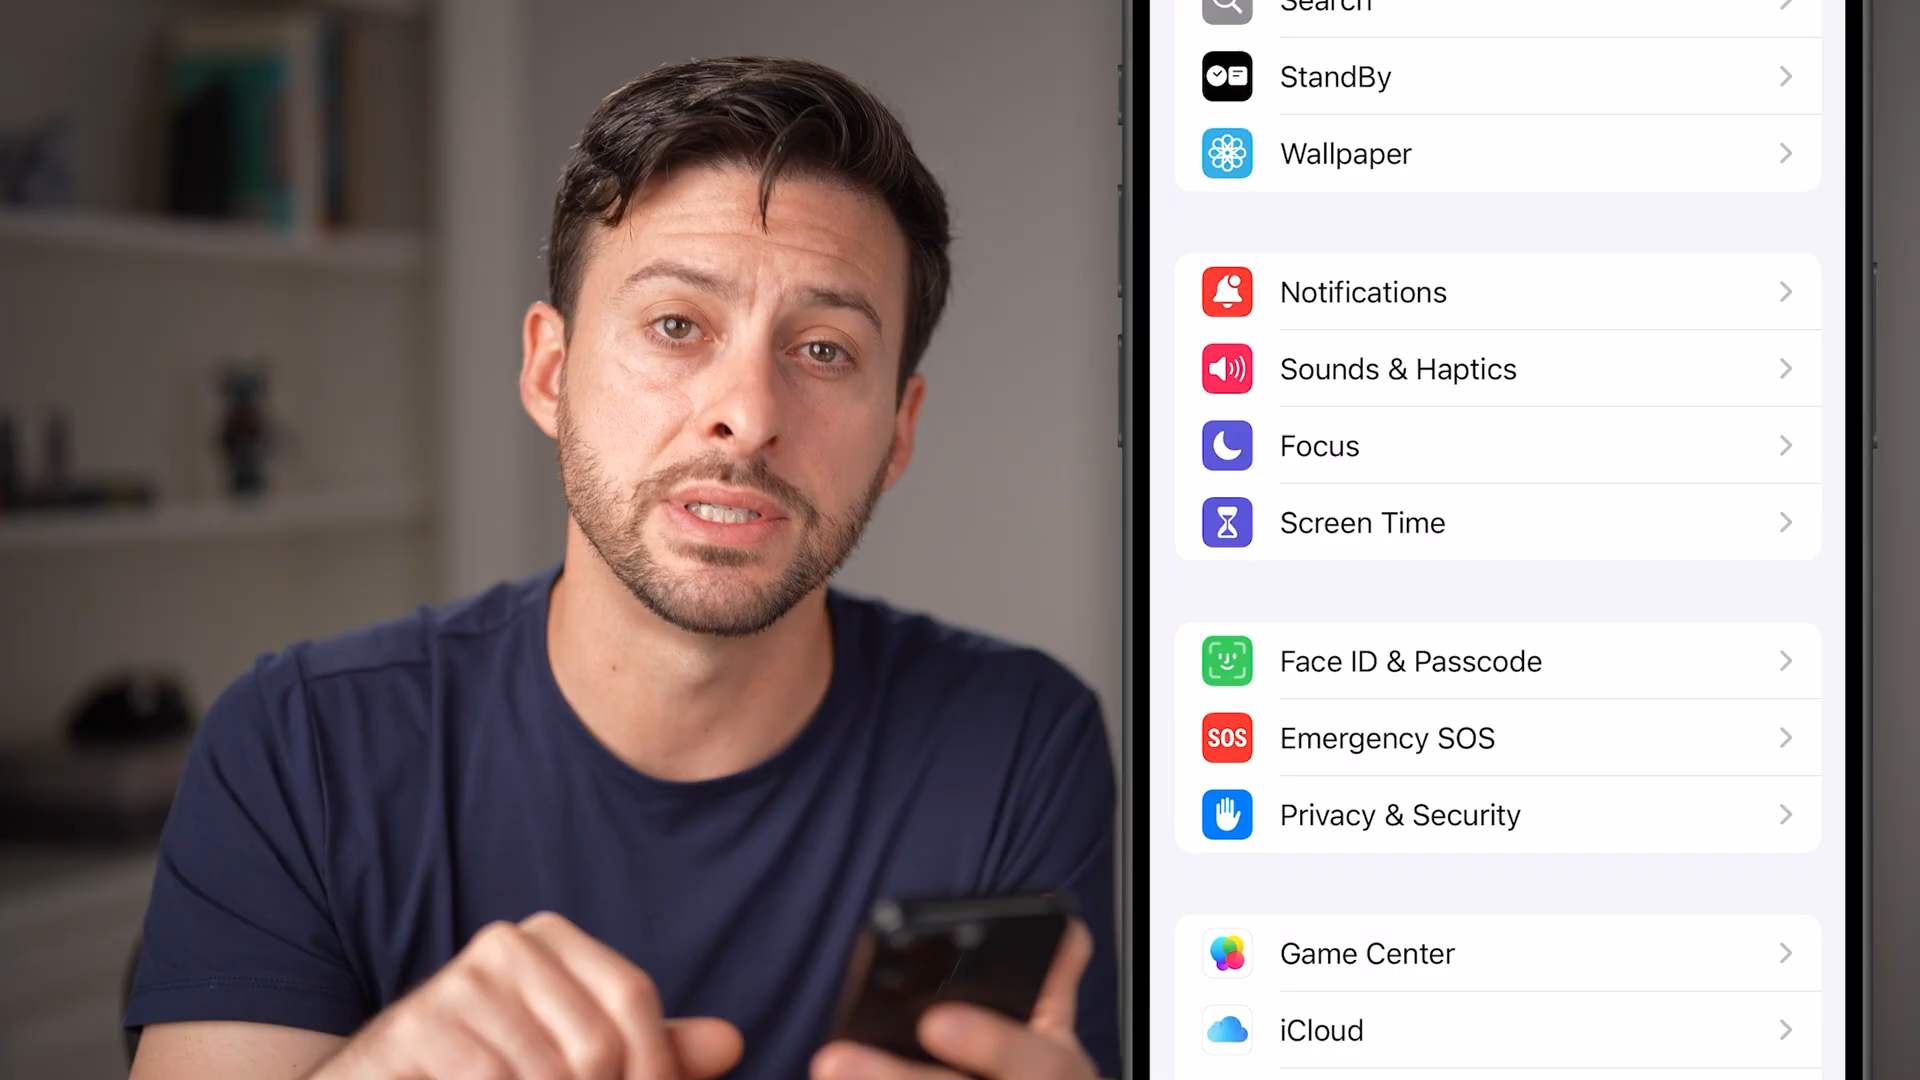 Search
StandBy
Wallpaper
Notifications
Sounds & Haptics
Focus
Screen Time
Face ID & Passcode
SOS
Emergency SOS
Privacy & Security
Game Center
iCloud